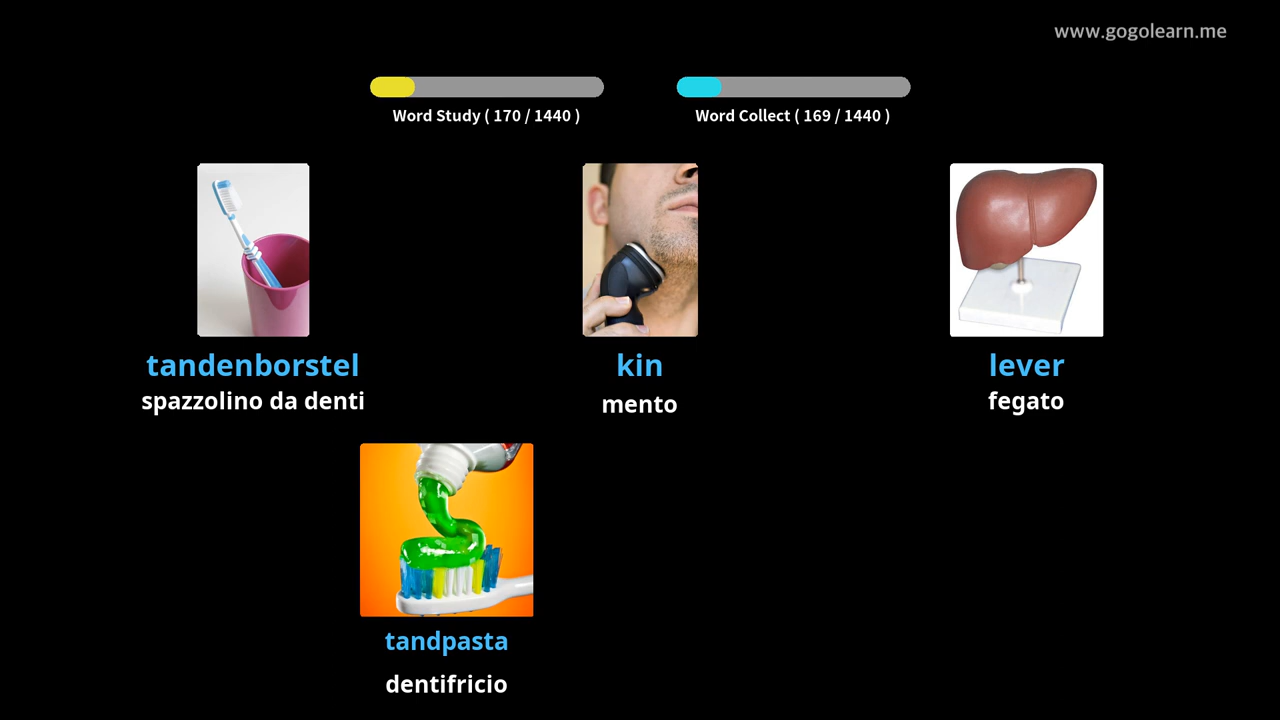 www.gogolearn.me
Word Study ( 170 / 1440 )
Word Collect ( 169 / 1440 )
tandenborstel
spazzolino da denti
kin
mento
lever
fegato
tandpasta
dentifricio